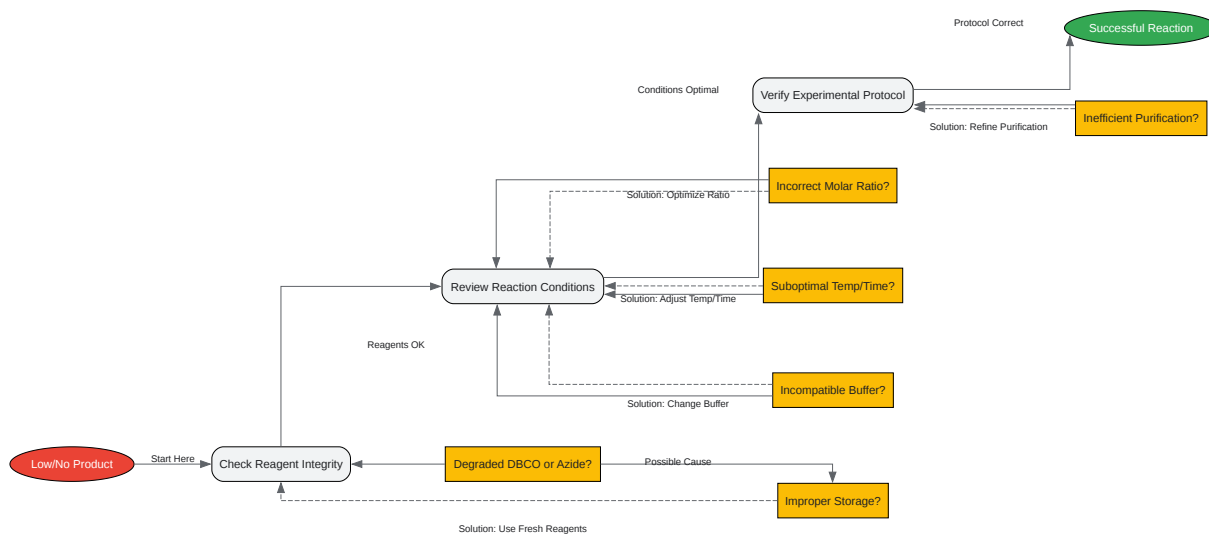 Protocol Correct
Successful Reaction
Conditions Optimal
Verify Experimental Protocol
Inefficient Purification?
Solution: Refine Purification
Incorrect Molar Ratio?
Solution: Optimize Ratio
Review Reaction Conditions
Suboptimal Temp/Time?
Solution: Adjust Temp/Time
Reagents OK
Incompatible Buffer?
Solution: Change Buffer
Low/No Product
Start Here
Check Reagent Integrity
Degraded DBCO or Azide?
Possible Cause
Improper Storage?
Solution: Use Fresh Reagents